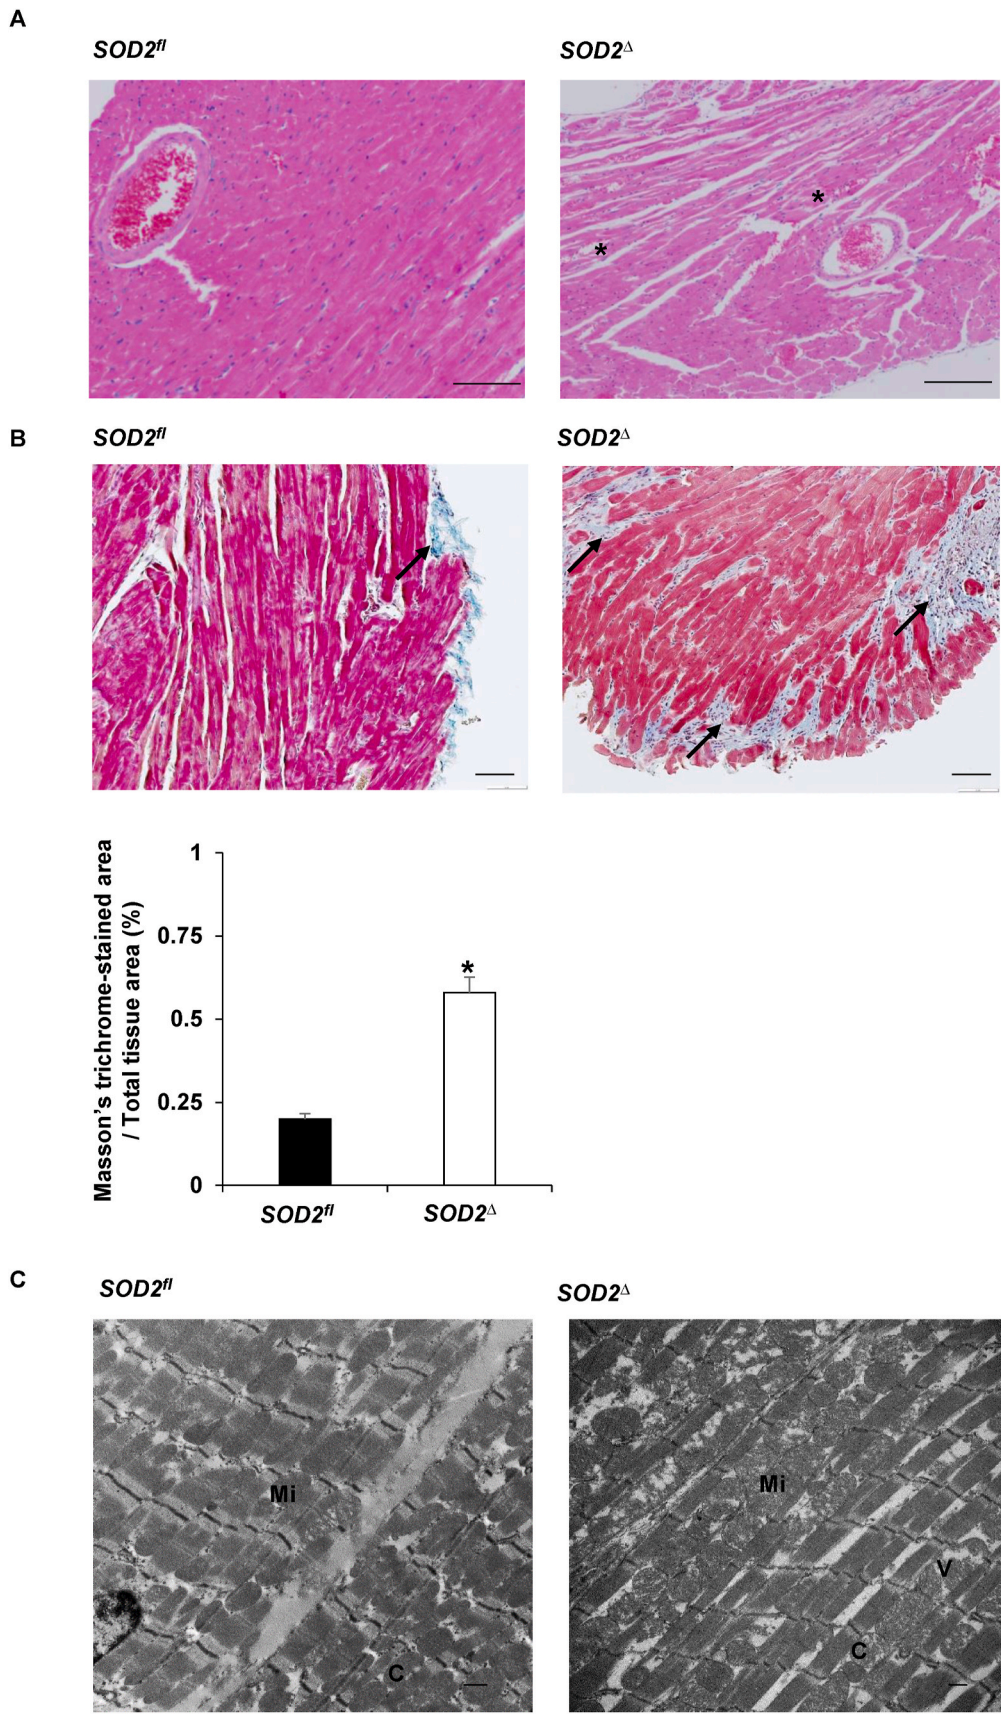 A
SOD2fl
SOD2Δ
*
*
B
SOD2fl
SOD2Δ
Masson's trichrome-stained area
/ Total tissue area (%)
1
0.75
0.5
0.25
0
*
SOD2fl
SOD2Δ
C
SOD2fl
SOD2Δ
Mi
C
Mi
V
C